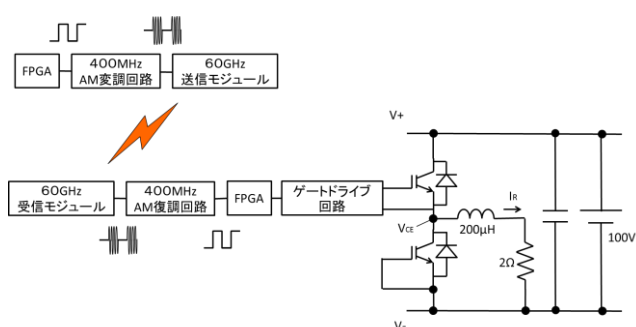 FPGA
400MHz
AM変調回路
60GHz
送信モジュール
60GHz
受信モジュール
400MHz
AM復調回路
FPGA
ゲートドライブ
回路
V+
VCE
200μH
IR
2Ω
100V